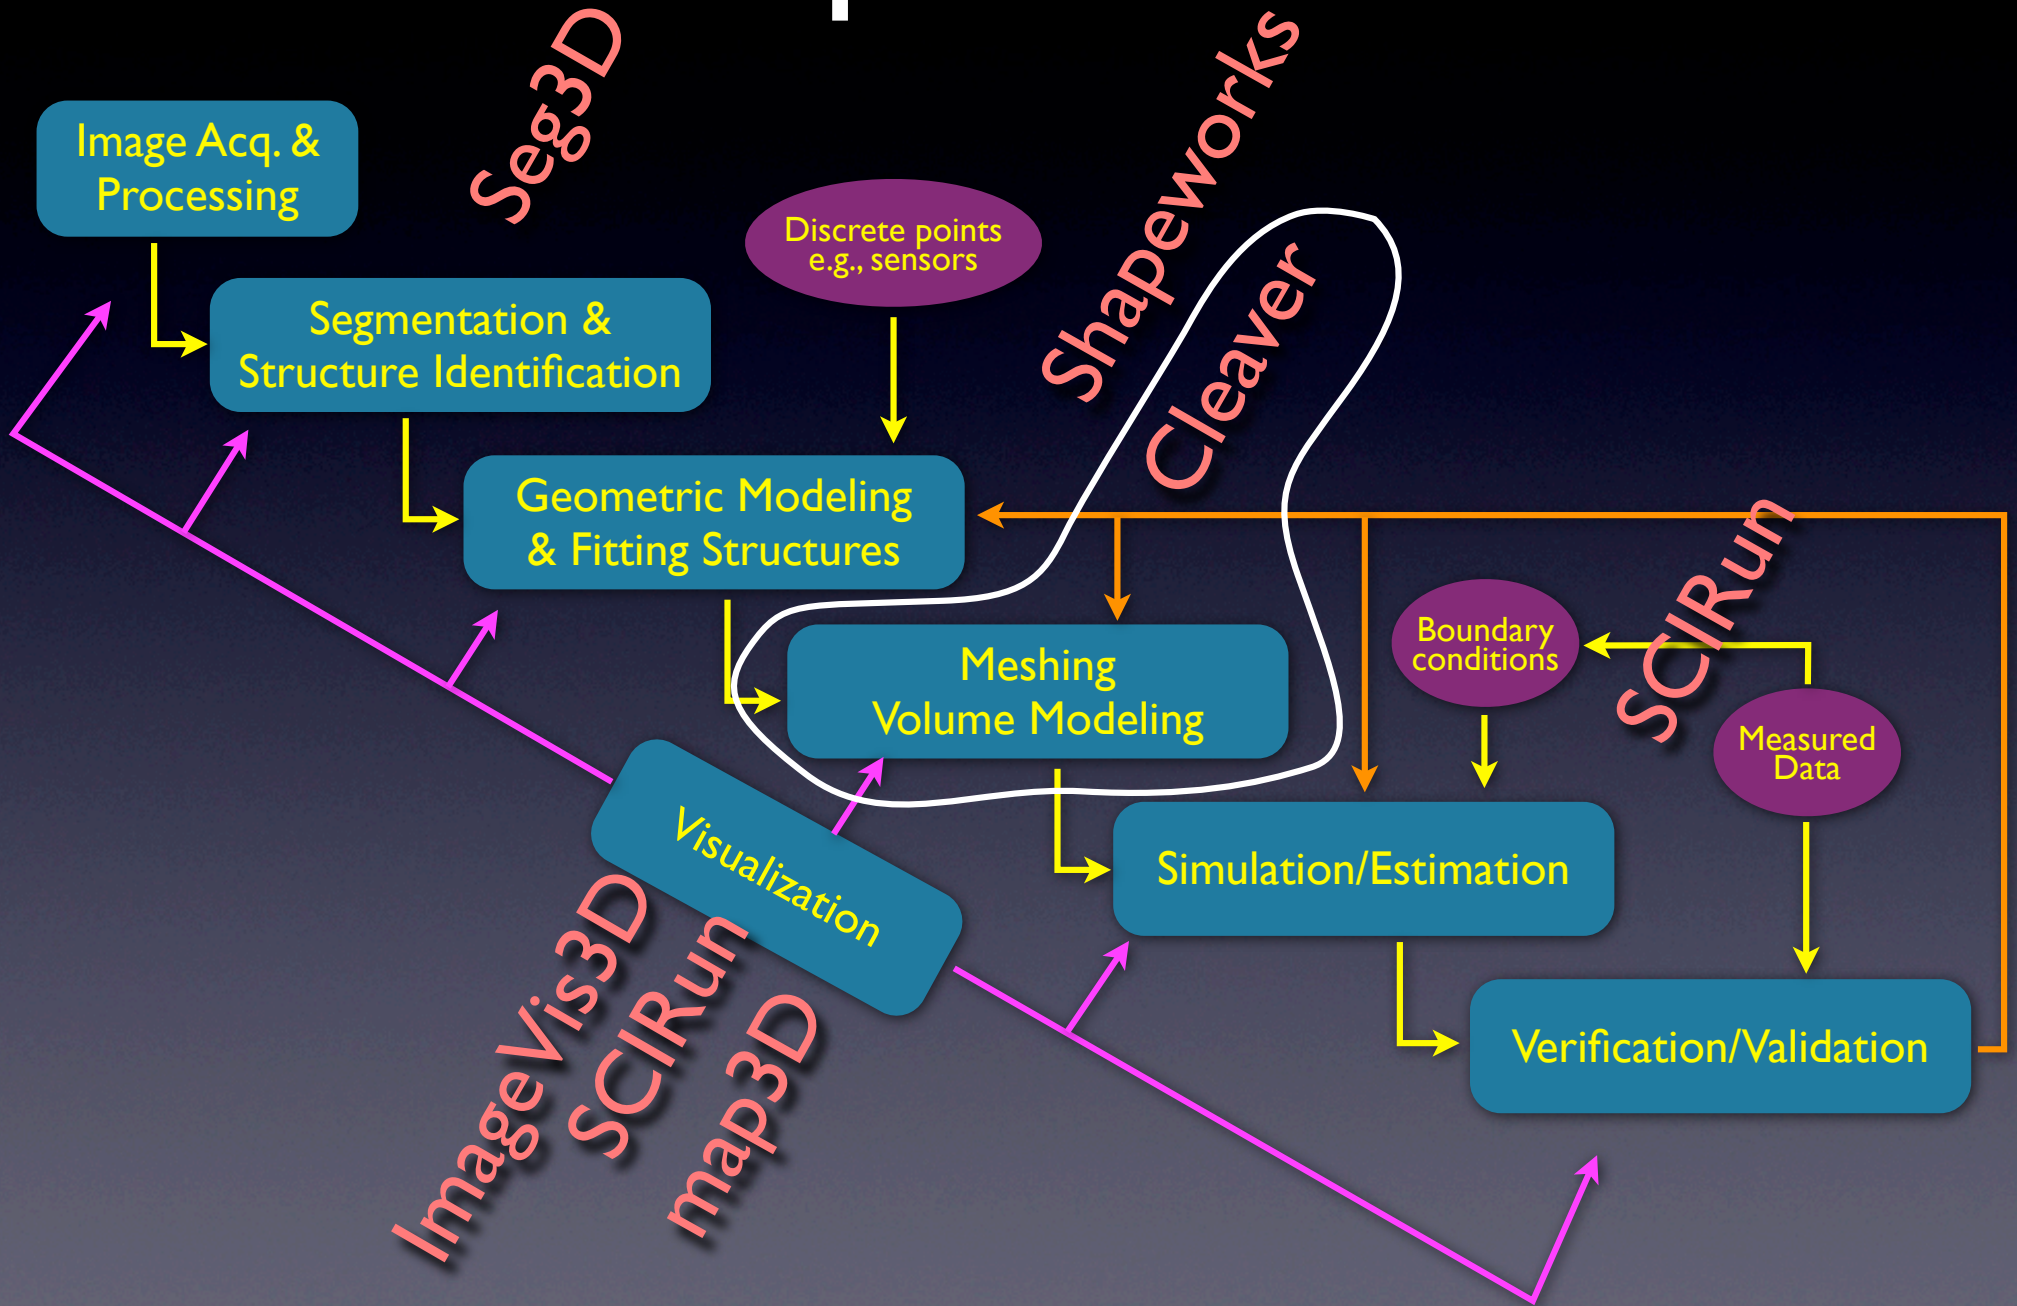 Seg3D
Shapeworks
Image Acq. &
Processing
Discrete points
e.g., sensors
Cleaver
Segmentation &
Structure Identification
Geometric Modeling
& Fitting Structures
SCIRun
Boundary
conditions
Meshing
Volume Modeling
Measured
Data
Visualization
Simulation/Estimation
ImageVis3D
SCIRun
map3D
Verification/Validation